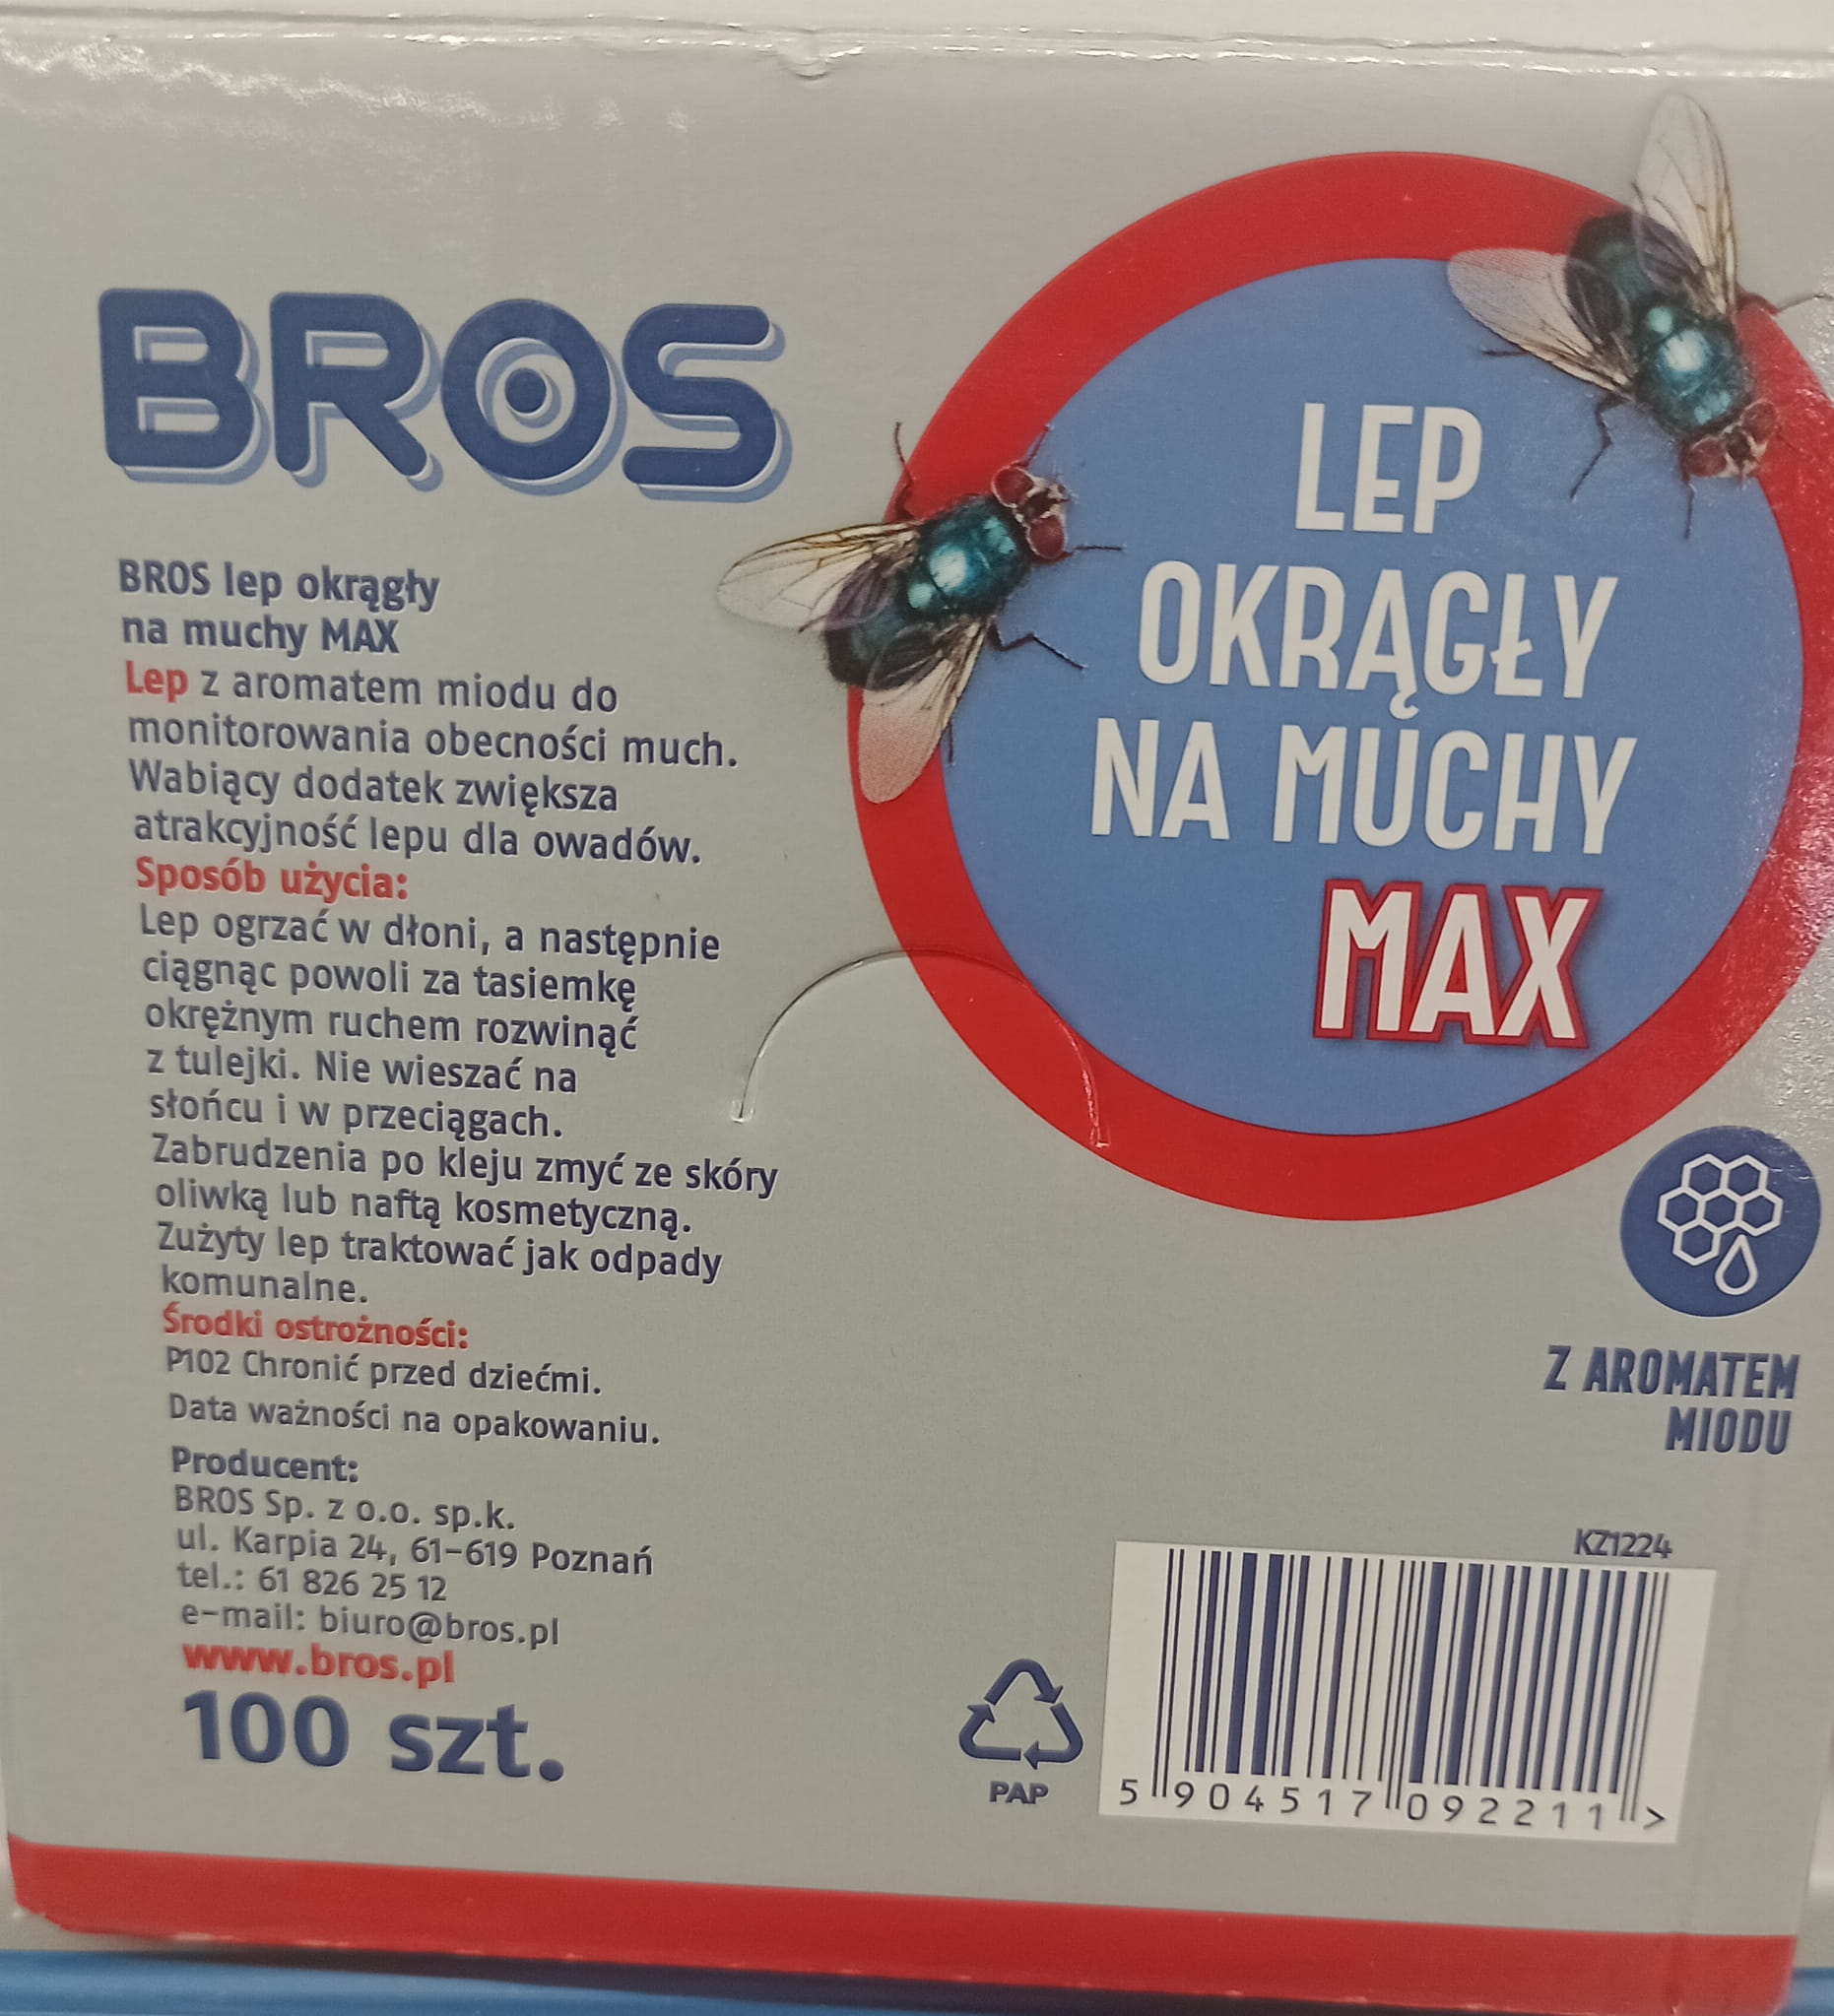 BROS
BROS lep okrągły
na muchy MAX
Lep z aromatem miodu do
monitorowania obecności much.
Wabiący dodatek zwiększa
atrakcyjność lepu dla owadów.
Sposób użycia:
Lep ogrzać w dłoni, a następnie
ciągnąc powoli za tasiemkę
okrężnym ruchem rozwinąć
z tulejki. Nie wieszać na
słońcu i w przeciągach.
Zabrudzenia po kleju zmyć ze skóry
oliwką lub naftą kosmetyczną.
Zużyty lep traktować jak odpady
komunalne.
Środki ostrożności:
P102 Chronić przed dziećmi.
Data ważności na opakowaniu.
Producent:
BROS Sp. z o.o. sp.k.
ul. Karpia 24, 61-619 Poznań
tel.: 61 826 25 12
e-mail: biuro@bros.pl
www.bros.pl
100 szt.
LEP
OKRĄGŁY
NA MUCHY
MAX
Z AROMATEM
MIODU
KZ1224
PAP
5 904517 092211 >